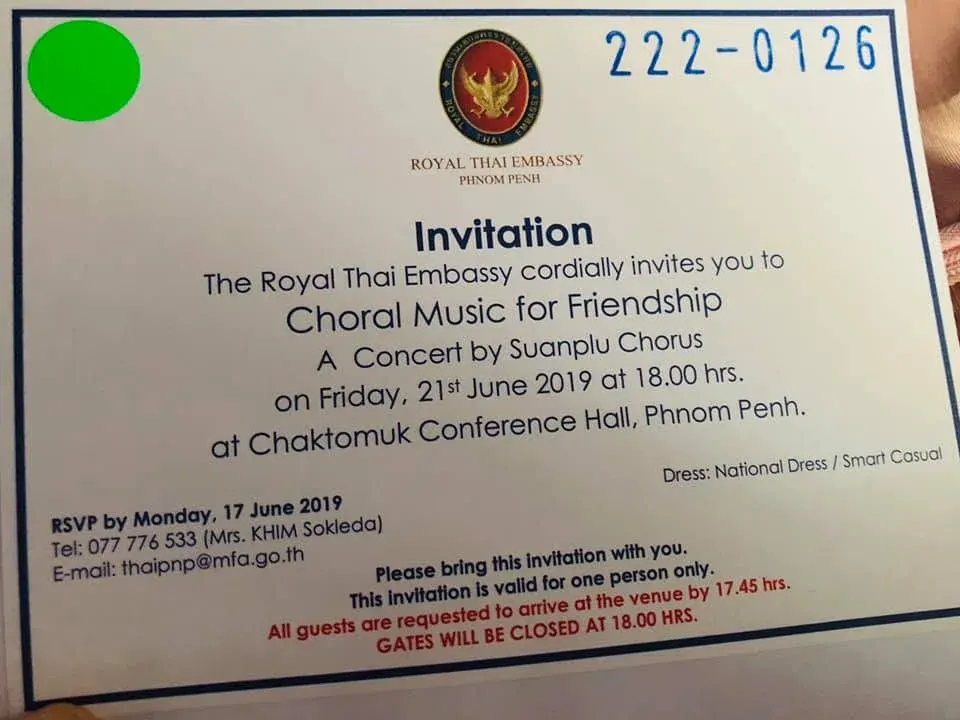 222-0126
ROYAL THAI EMBASSY
ROYAL THAI EMBASSY
PHNOM PENH
Invitation
The Royal Thai Embassy cordially invites you to
Choral Music for Friendship
A Concert by Suanplu Chorus
on Friday, 21st June 2019 at 18.00 hrs.
at Chaktomuk Conference Hall, Phnom Penh.
Dress: National Dress / Smart Casual
RSVP by Monday, 17 June 2019
Tel: 077 776 533 (Mrs. KHIM Sokleda)
E-mail: thaipnp@mfa.go.th
Please bring this invitation with you.
This invitation is valid for one person only.
All guests are requested to arrive at the venue by 17.45 hrs.
GATES WILL BE CLOSED AT 18.00 HRS.